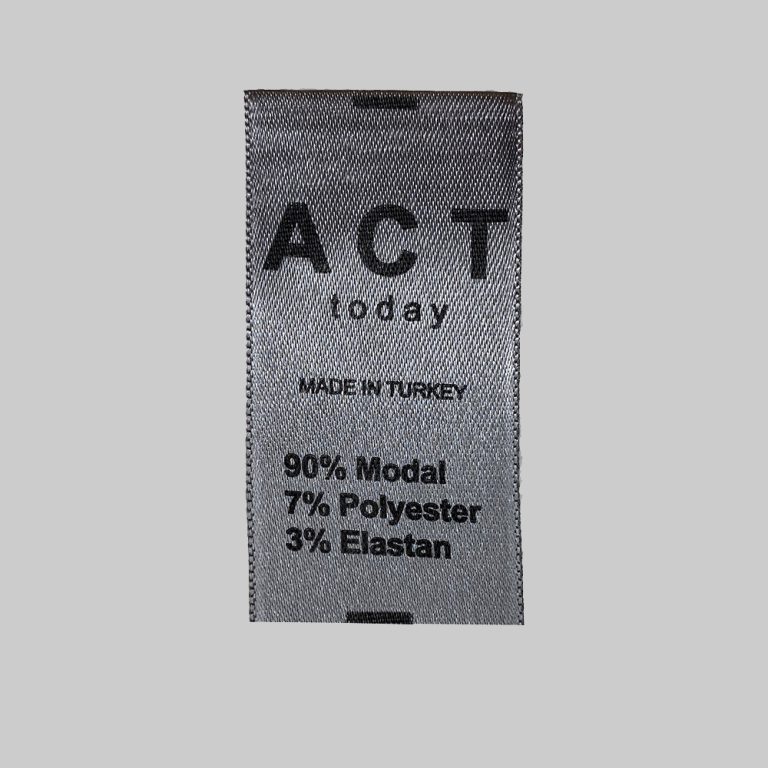 ACT
today
MADE IN TURKEY
90% Modal
7% Polyester
3% Elastan